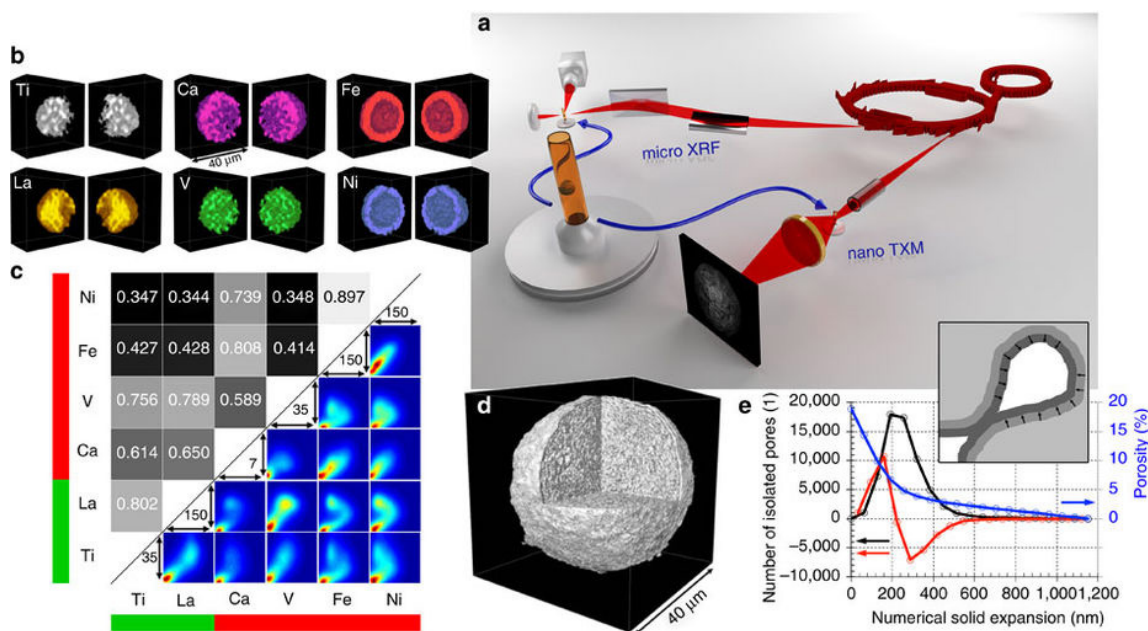 a
micro XRF
nano TXM
b
Ti
Ca
Fe
40 μm
La
V
Ni
c
Ni 0.347 0.344 0.739 0.348 0.897
150
Fe 0.427 0.428 0.808 0.414
150
V 0.756 0.789 0.589
35
Ca 0.614 0.650
7
La 0.802
150
Ti
35
Ti La Ca V Fe Ni
d
40 μm
e
Number of isolated pores (1)
20,000
15,000
10,000
5,000
0
−5,000
−10,000
20
15
10
5
0
Porosity (%)
0 200 400 600 800 1,000 1,200
Numerical solid expansion (nm)